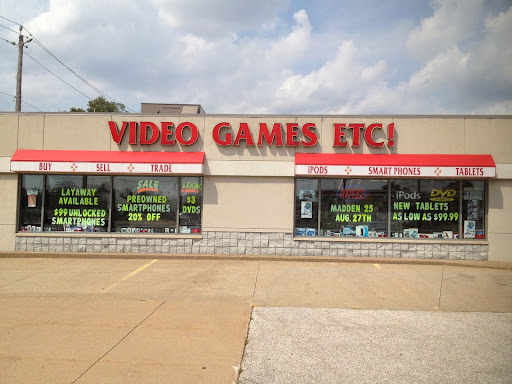 VIDEO GAMES ETC!
BUY SELL TRADE
iPODS SMART PHONES TABLETS
LAYAWAY
AVAILABLE
$99 UNLOCKED
SMARTPHONES
SALE
PREOWNED
SMARTPHONES
20% OFF
$3
DVDS
MADDEN 25
AUG. 27TH
iPods
DVD
NEW TABLETS
AS LOW AS $99.99